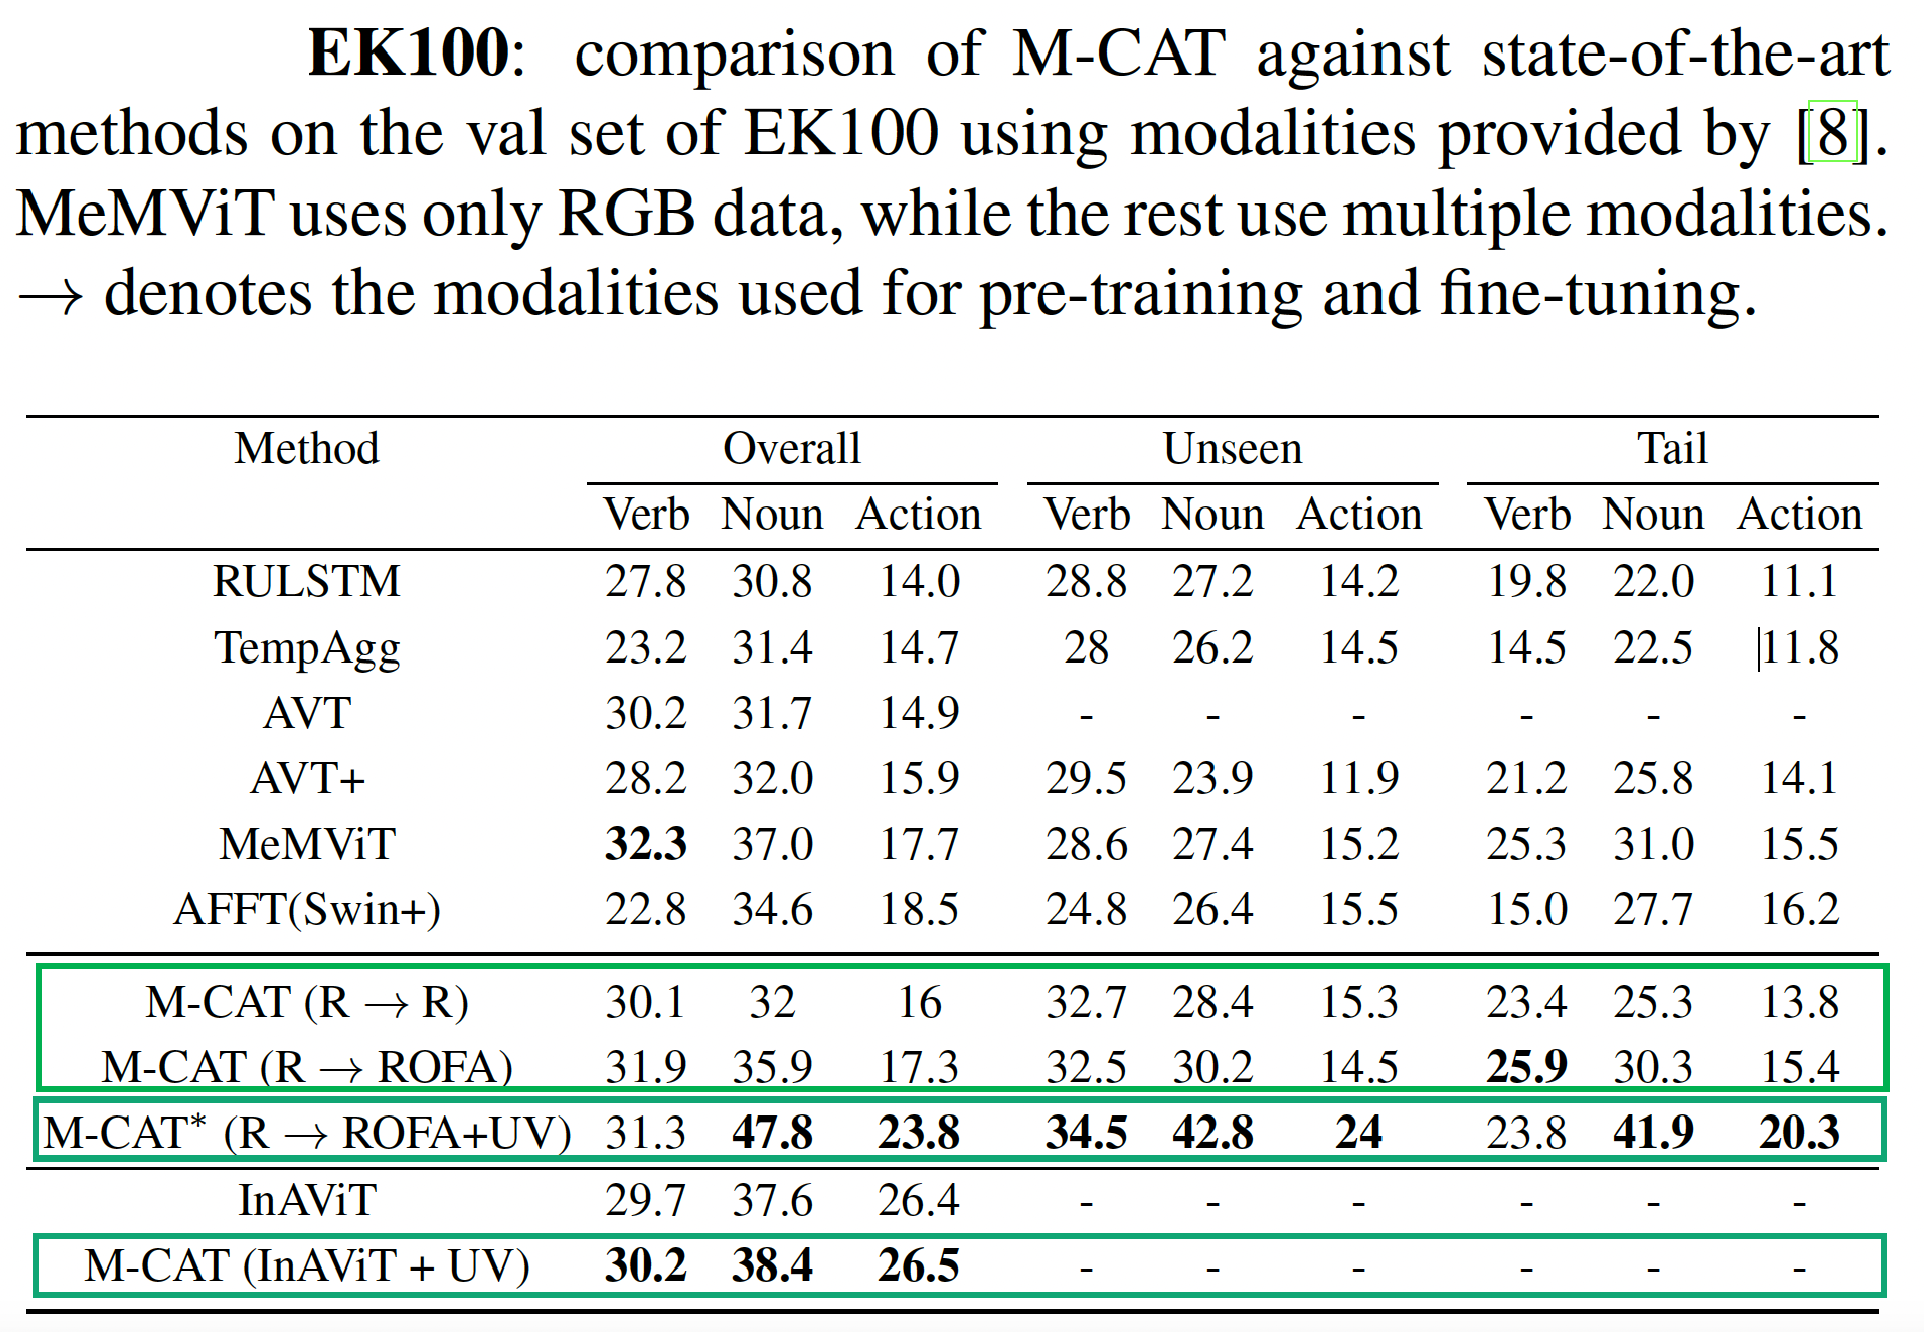 EK100: comparison of M-CAT against state-of-the-art
methods on the val set of EK100 using modalities provided by [8].
MeMViT uses only RGB data, while the rest use multiple modalities.
→ denotes the modalities used for pre-training and fine-tuning.
Method Overall Unseen Tail
Verb Noun Action Verb Noun Action Verb Noun Action
RULSTM 27.8 30.8 14.0 28.8 27.2 14.2 19.8 22.0 11.1
TempAgg 23.2 31.4 14.7 28 26.2 14.5 14.5 22.5 11.8
AVT 30.2 31.7 14.9 - - - - - -
AVT+ 28.2 32.0 15.9 29.5 23.9 11.9 21.2 25.8 14.1
MeMViT 32.3 37.0 17.7 28.6 27.4 15.2 25.3 31.0 15.5
AFFT(Swin+) 22.8 34.6 18.5 24.8 26.4 15.5 15.0 27.7 16.2
M-CAT (R → R) 30.1 32 16 32.7 28.4 15.3 23.4 25.3 13.8
M-CAT (R → ROFA) 31.9 35.9 17.3 32.5 30.2 14.5 25.9 30.3 15.4
M-CAT* (R → ROFA+UV) 31.3 47.8 23.8 34.5 42.8 24 23.8 41.9 20.3
InAViT 29.7 37.6 26.4 - - - - - -
M-CAT (InAViT + UV) 30.2 38.4 26.5 - - - - - -